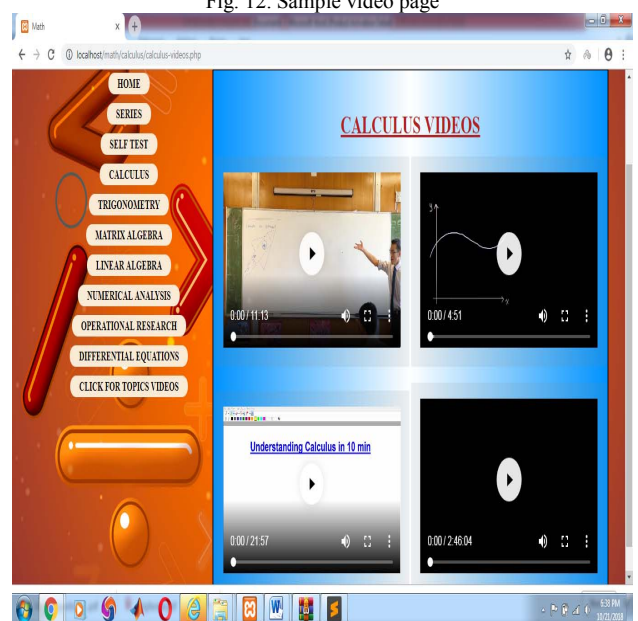 Fig. 12. Sample video page
Math
localhost/math/calculus/calculus-videos.php
HOME
SERIES
SELF TEST
CALCULUS
TRIGONOMETRY
MATRIX ALGEBRA
LINEAR ALGEBRA
NUMERICAL ANALYSIS
OPERATIONAL RESEARCH
DIFFERENTIAL EQUATIONS
CLICK FOR TOPICS VIDEOS
CALCULUS VIDEOS
0:00 / 11:13
0:00 / 4:51
Understanding Calculus in 10 min
0:00 / 21:57
0:00 / 2:46:04
6:38 PM